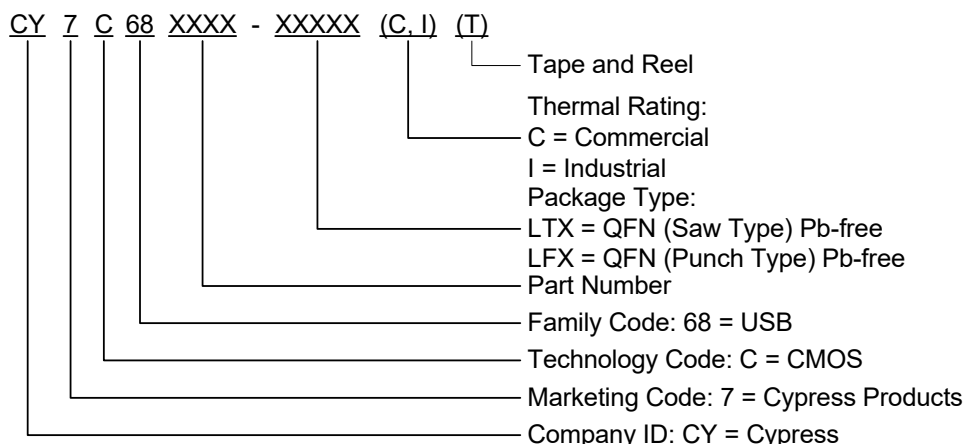 CY 7 C 68 XXXX - XXXXX (C, I) (T)
Tape and Reel
Thermal Rating:
C = Commercial
I = Industrial
Package Type:
LTX = QFN (Saw Type) Pb-free
LFX = QFN (Punch Type) Pb-free
Part Number
Family Code: 68 = USB
Technology Code: C = CMOS
Marketing Code: 7 = Cypress Products
Company ID: CY = Cypress